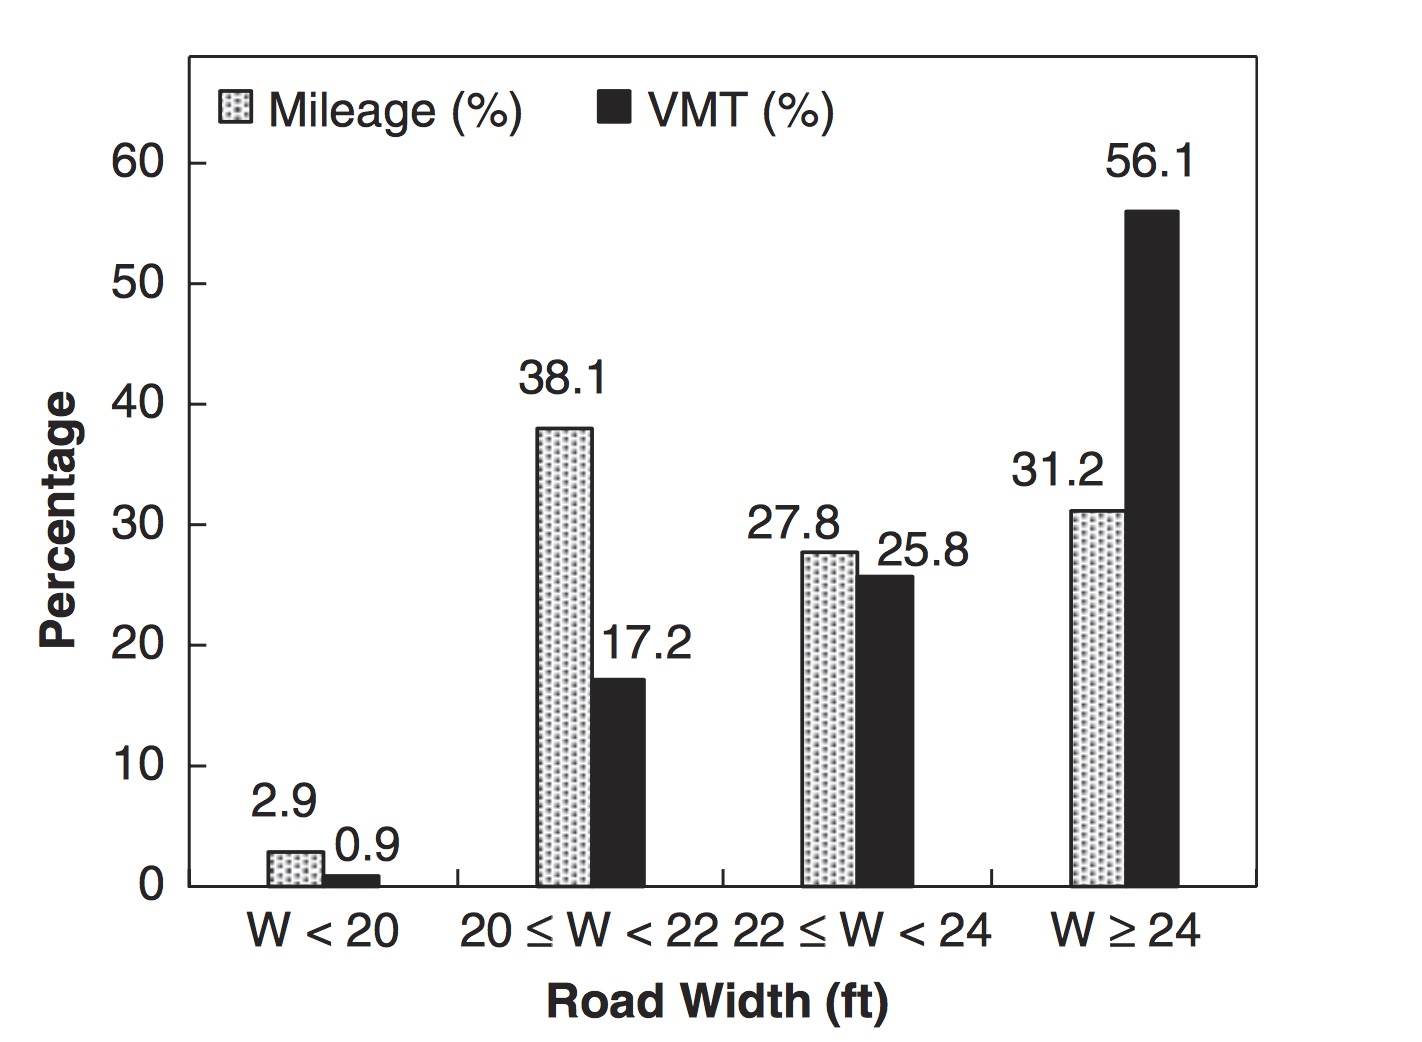 Mileage (%) VMT (%)
60
50
40
30
20
10
0
Percentage
2.9
0.9
38.1
17.2
27.8
25.8
31.2
56.1
W < 20
20 ≤ W < 22
22 ≤ W < 24
W ≥ 24
Road Width (ft)